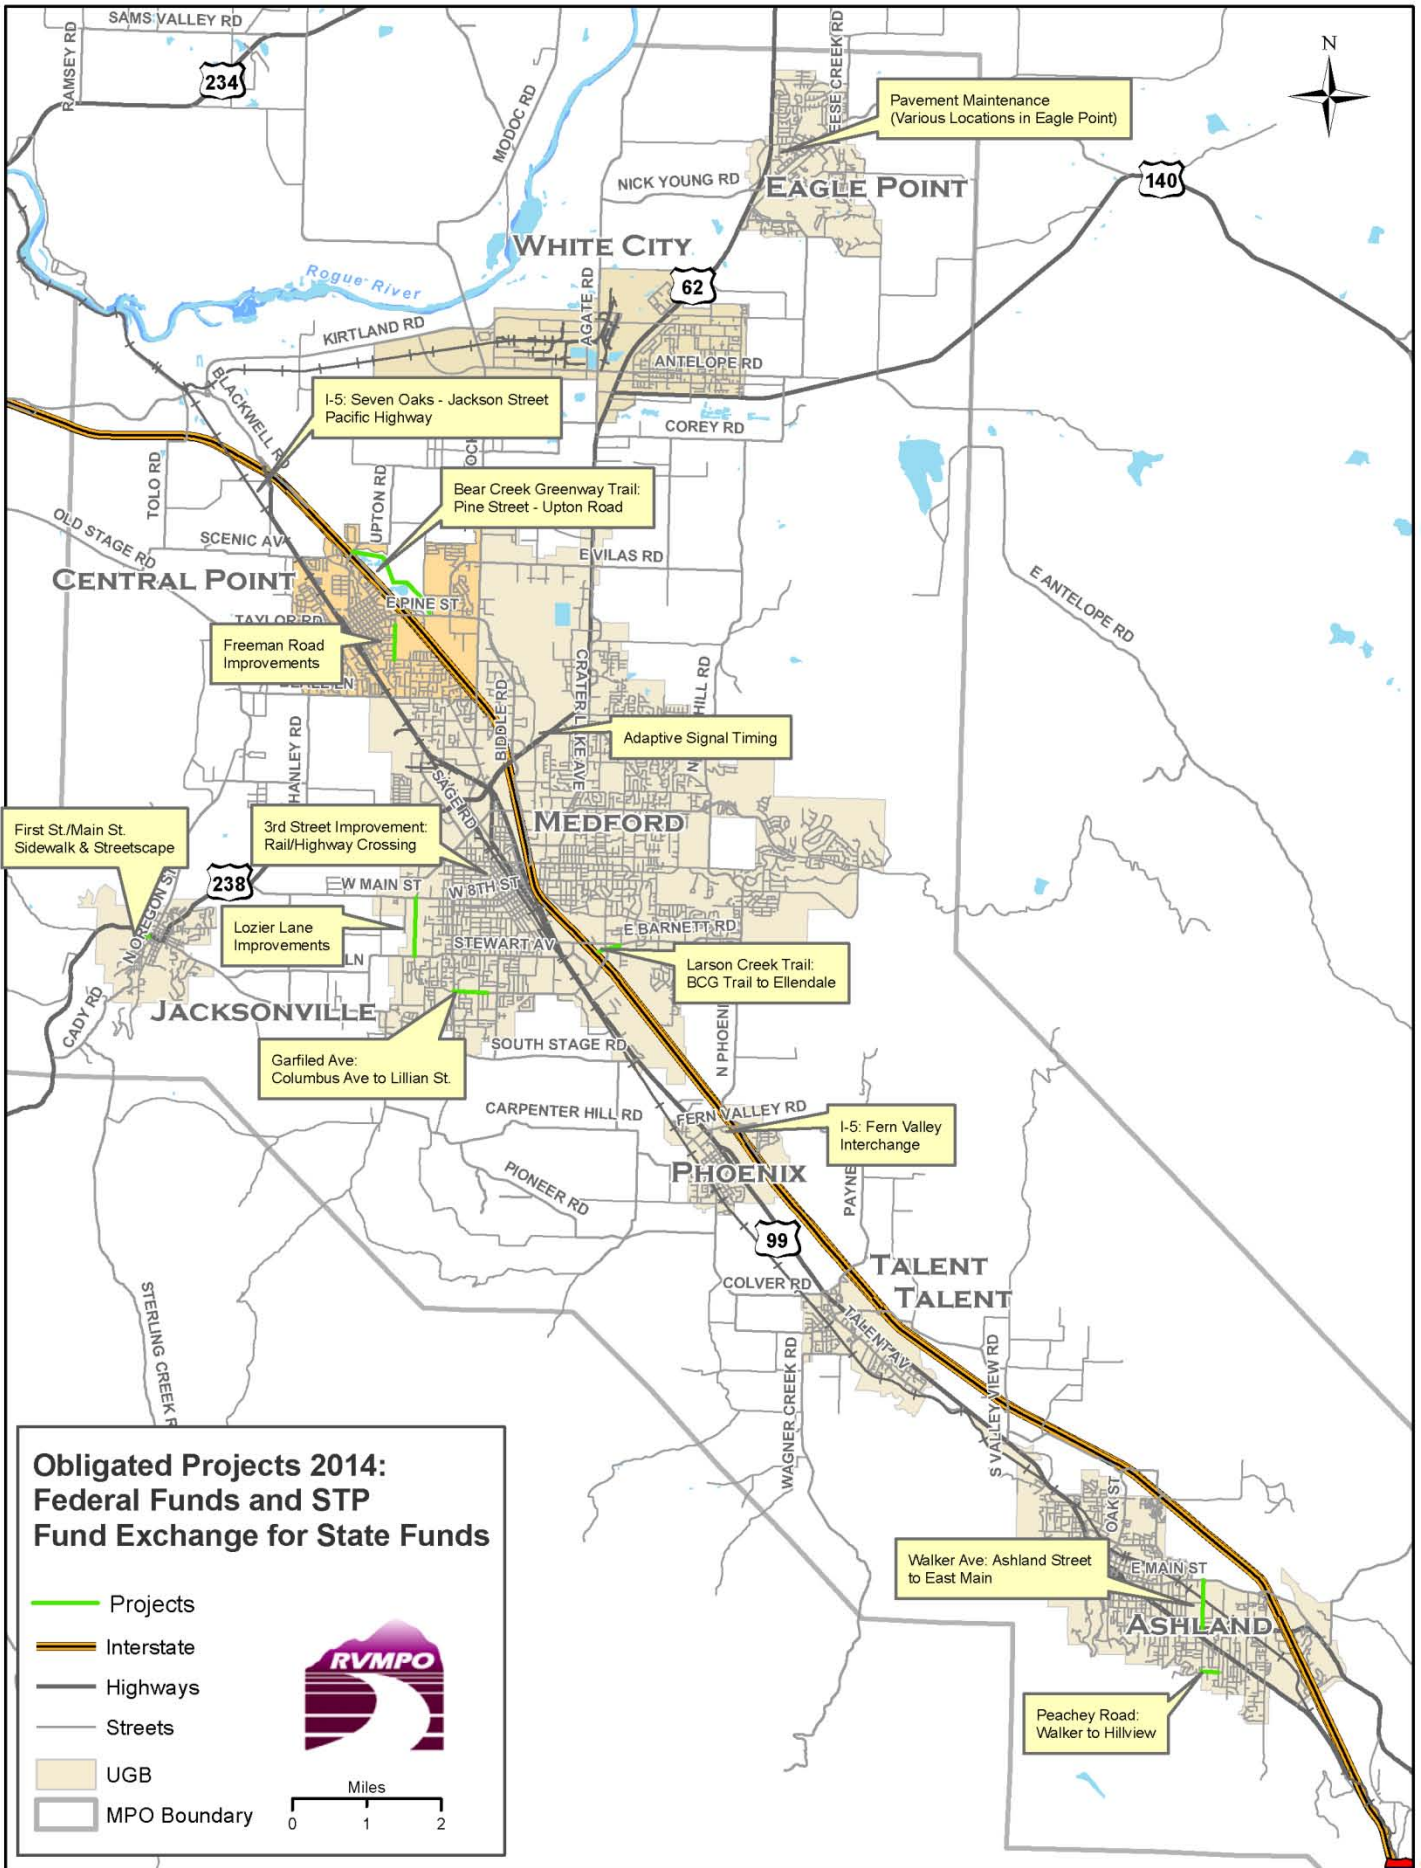 SAMS VALLEY RD
RAMSEY RD
234
MODOC RD
REESE CREEK RD
N
Pavement Maintenance
(Various Locations in Eagle Point)
140
NICK YOUNG RD
EAGLE POINT
WHITE CITY
62
Rogue River
AGATE RD
KIRTLAND RD
ANTELOPE RD
BLACKWELL RD
I-5: Seven Oaks - Jackson Street
Pacific Highway
COREY RD
TOLO RD
UPTON RD
Bear Creek Greenway Trail:
Pine Street - Upton Road
OLD STAGE RD
SCENIC AV
E VILAS RD
CENTRAL POINT
E ANTELOPE RD
E PINE ST
TAYLOR RD
Freeman Road
Improvements
LN
CRATER LAKE AVE
HILL RD
BIDDLE RD
HANLEY RD
Adaptive Signal Timing
SAGE RD
First St./Main St.
Sidewalk & Streetscape
3rd Street Improvement:
Rail/Highway Crossing
MEDFORD
238
W MAIN ST
W 8TH ST
N OREGON ST
Lozier Lane
Improvements
E BARNETT RD
STEWART AV
LN
Larson Creek Trail:
BCG Trail to Ellendale
CADY RD
JACKSONVILLE
N PHOENI
SOUTH STAGE RD
Garfiled Ave:
Columbus Ave to Lillian St.
CARPENTER HILL RD
FERN VALLEY RD
I-5: Fern Valley
Interchange
PHOENIX
PIONEER RD
PAYNE
99
TALENT
TALENT
COLVER RD
TALENT AV
STERLING CREEK R
WAGNER CREEK RD
S VALLEY VIEW RD
OAK ST
Walker Ave: Ashland Street
to East Main
E MAIN ST
ASHLAND
Peachey Road:
Walker to Hillview
Obligated Projects 2014:
Federal Funds and STP
Fund Exchange for State Funds
Projects
Interstate
Highways
Streets
UGB
MPO Boundary
RVMPO
Miles
0 1 2